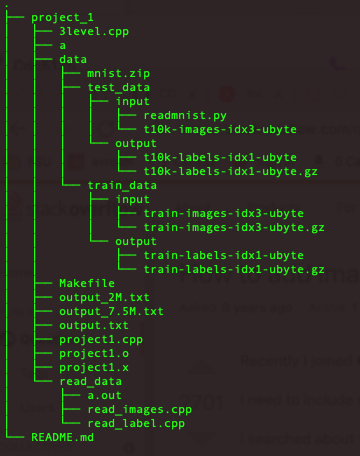 .
├── project_1
│   ├── 3level.cpp
│   ├── a
│   ├── data
│   │   ├── mnist.zip
│   │   ├── test_data
│   │   │   ├── input
│   │   │   │   ├── readmnist.py
│   │   │   │   └── t10k-images-idx3-ubyte
│   │   │   └── output
│   │   │       ├── t10k-labels-idx1-ubyte
│   │   │       └── t10k-labels-idx1-ubyte.gz
│   │   └── train_data
│   │       ├── input
│   │       │   ├── train-images-idx3-ubyte
│   │       │   └── train-images-idx3-ubyte.gz
│   │       └── output
│   │           ├── train-labels-idx1-ubyte
│   │           └── train-labels-idx1-ubyte.gz
│   ├── Makefile
│   ├── output_2M.txt
│   ├── output_7.5M.txt
│   ├── output.txt
│   ├── project1.cpp
│   ├── project1.o
│   ├── project1.x
│   └── read_data
│       ├── a.out
│       ├── read_images.cpp
│       └── read_label.cpp
└── README.md